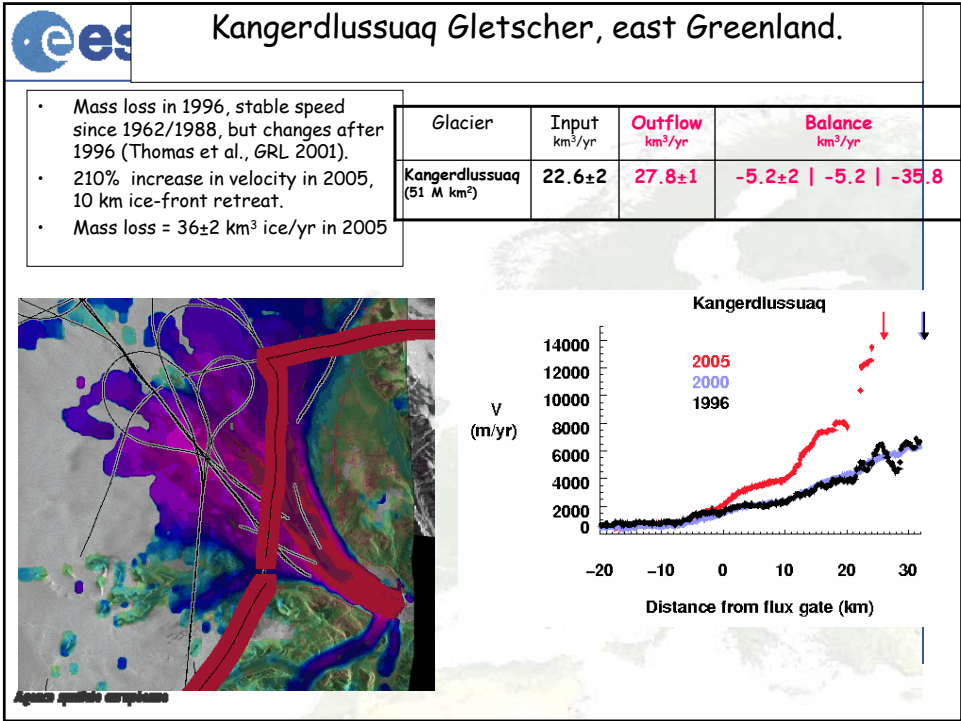 Kangerdlussuaq Gletscher, east Greenland.
ees
• Mass loss in 1996, stable speed
since 1962/1988, but changes after
1996 (Thomas et al., GRL 2001).
• 210% increase in velocity in 2005,
10 km ice-front retreat.
• Mass loss = 36±2 km³ ice/yr in 2005
Glacier Input Outflow Balance
km³/yr km³/yr km³/yr
Kangerdlussuaq 22.6±2 27.8±1 -5.2±2 | -5.2 | -35.8
(51 M km²)
Kangerdlussuaq
14000
12000
10000
8000
6000
4000
2000
0
V
(m/yr)
2005
2000
1996
-20 -10 0 10 20 30
Distance from flux gate (km)
Agence spatiale européenne